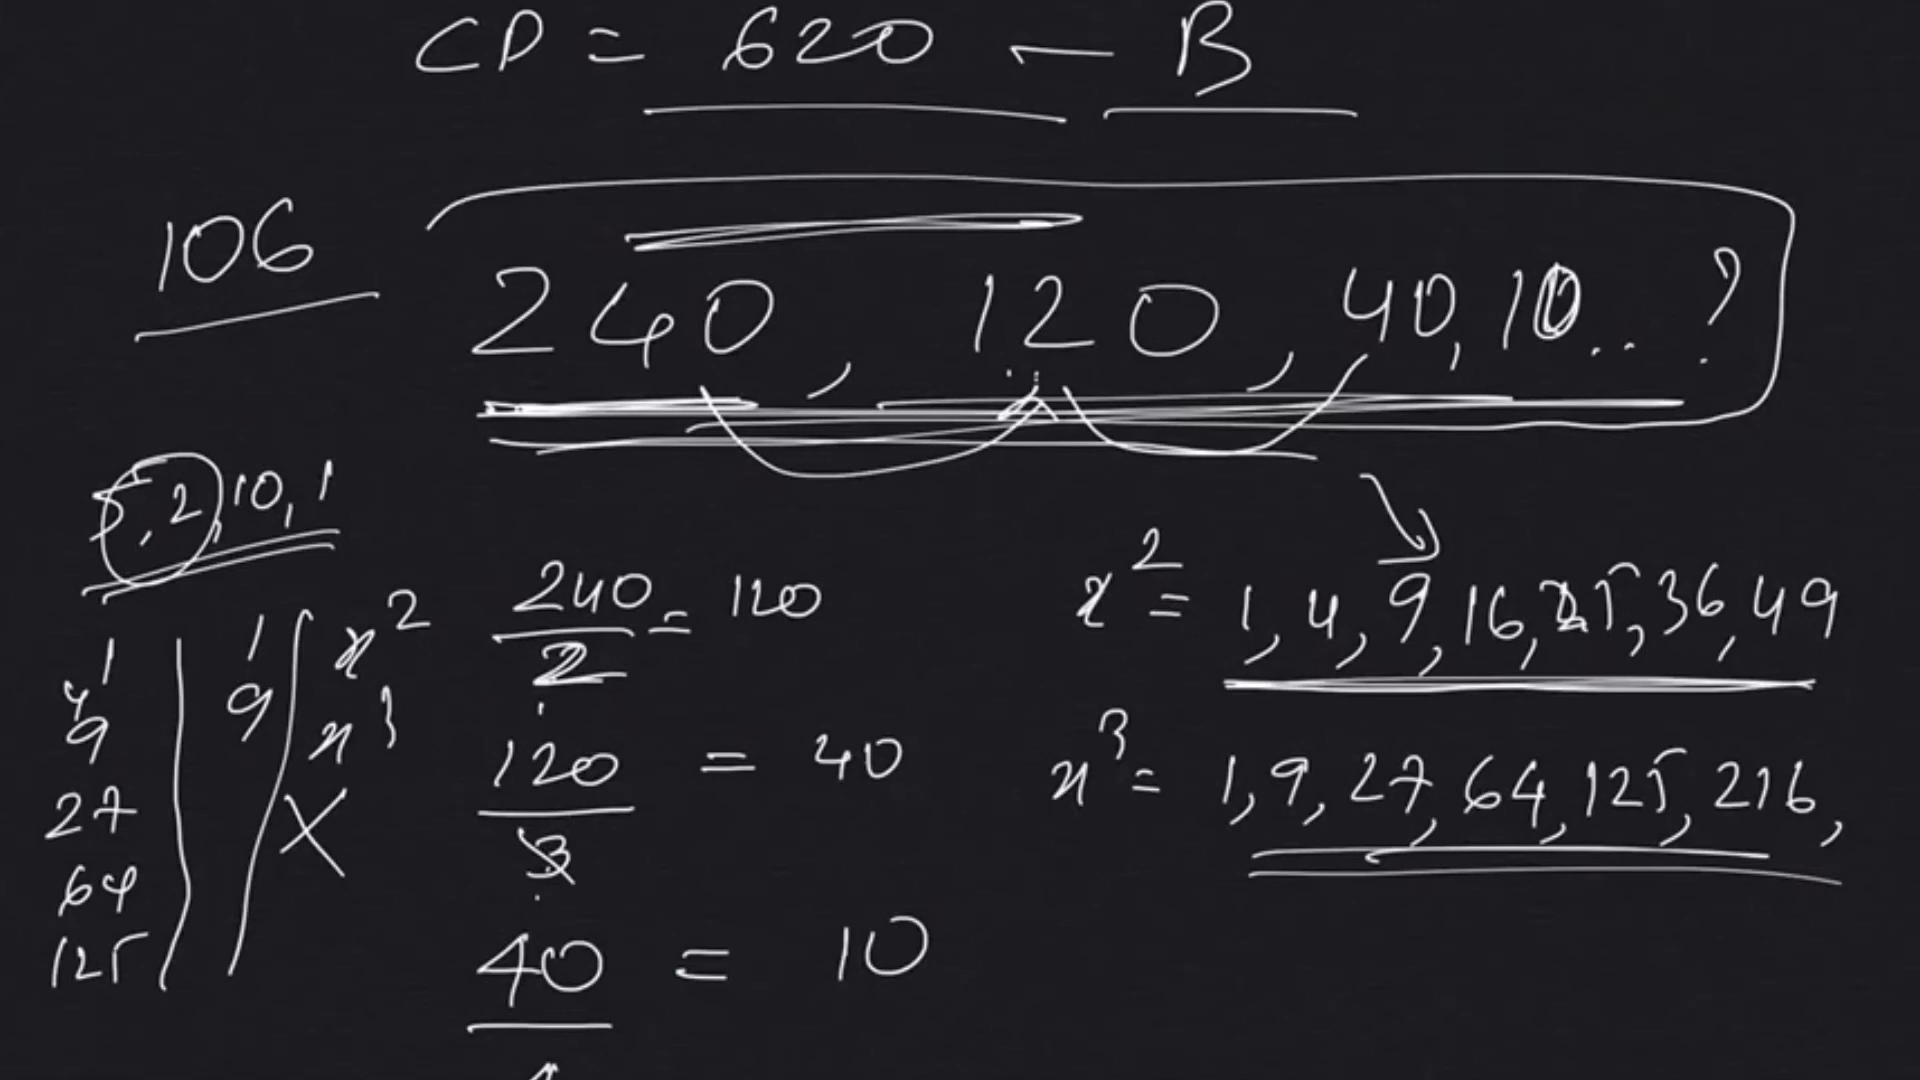 CD = 620 — B
106
240, 120, 40, 10.. ?
5, 2, 10, 1
240/2 = 120
x² = 1, 4, 9, 16, 25, 36, 49
1 | 1 / x²
4
9 | 9 / x³
120/3 = 40
x³ = 1, 9, 27, 64, 125, 216,
27
X
64
125
40 = 10